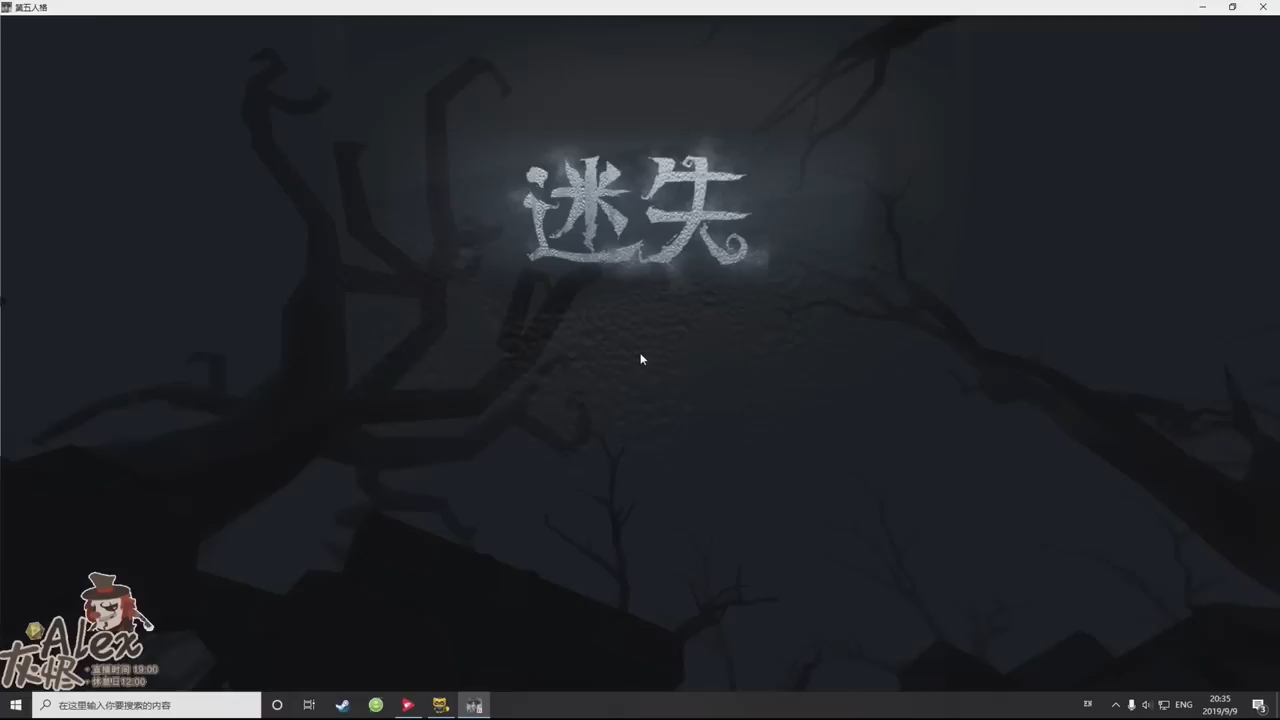 第五人格
迷失
Alex
灰烬
·直播时间 19:00
·休息日12:00
在这里输入你要搜索的内容
ENG
20:35
2019/9/9
3